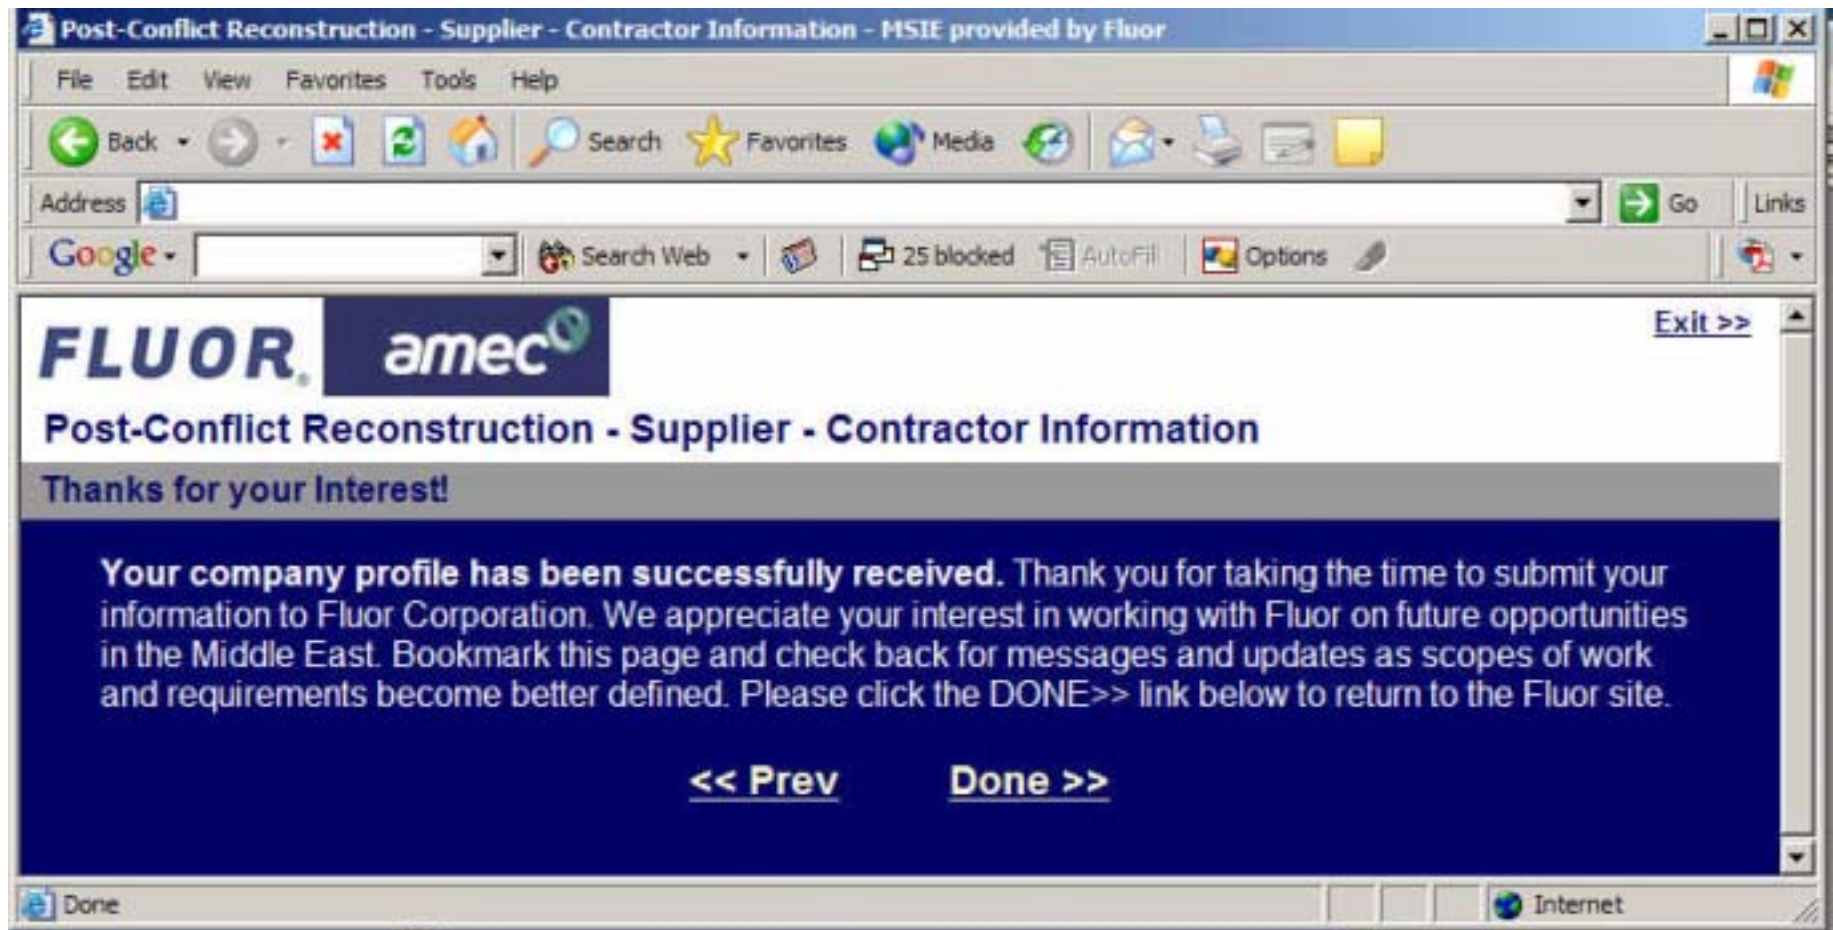 Post-Conflict Reconstruction - Supplier - Contractor Information - MSIE provided by Fluor
File Edit View Favorites Tools Help
Back Search Favorites Media
Address Go Links
Google Search Web 25 blocked AutoFill Options
FLUOR® amec Exit >>
Post-Conflict Reconstruction - Supplier - Contractor Information
Thanks for your Interest!
Your company profile has been successfully received. Thank you for taking the time to submit your
information to Fluor Corporation. We appreciate your interest in working with Fluor on future opportunities
in the Middle East. Bookmark this page and check back for messages and updates as scopes of work
and requirements become better defined. Please click the DONE>> link below to return to the Fluor site.
<< Prev Done >>
Done Internet